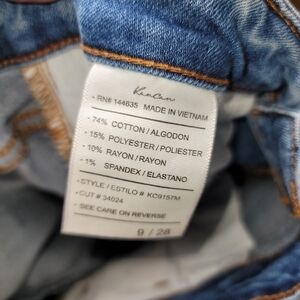 KanCan
- RN# 144635 MADE IN VIETNAM
- 74% COTTON / ALGODON
- 15% POLYESTER / POLIESTER
- 10% RAYON / RAYON
- 1% SPANDEX / ELASTANO
- STYLE / ESTILO # KC9157M
- CUT # 34024
- SEE CARE ON REVERSE
9 / 28